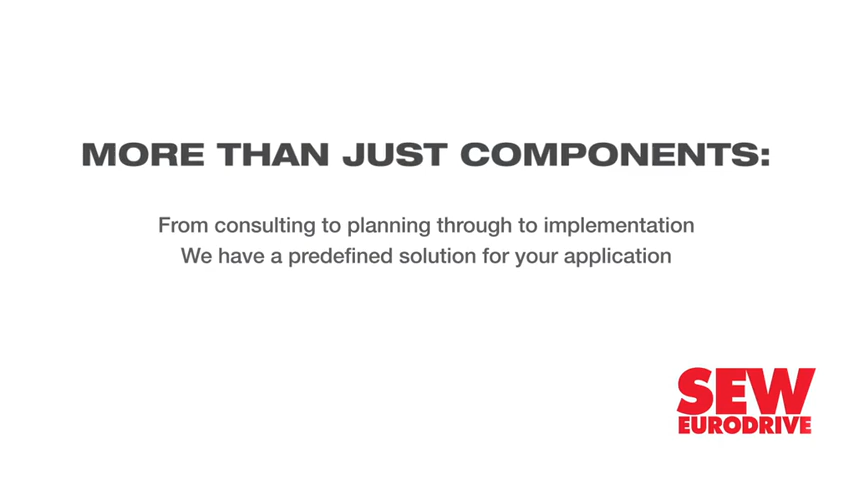 MORE THAN JUST COMPONENTS:
From consulting to planning through to implementation
We have a predefined solution for your application
SEW
EURODRIVE